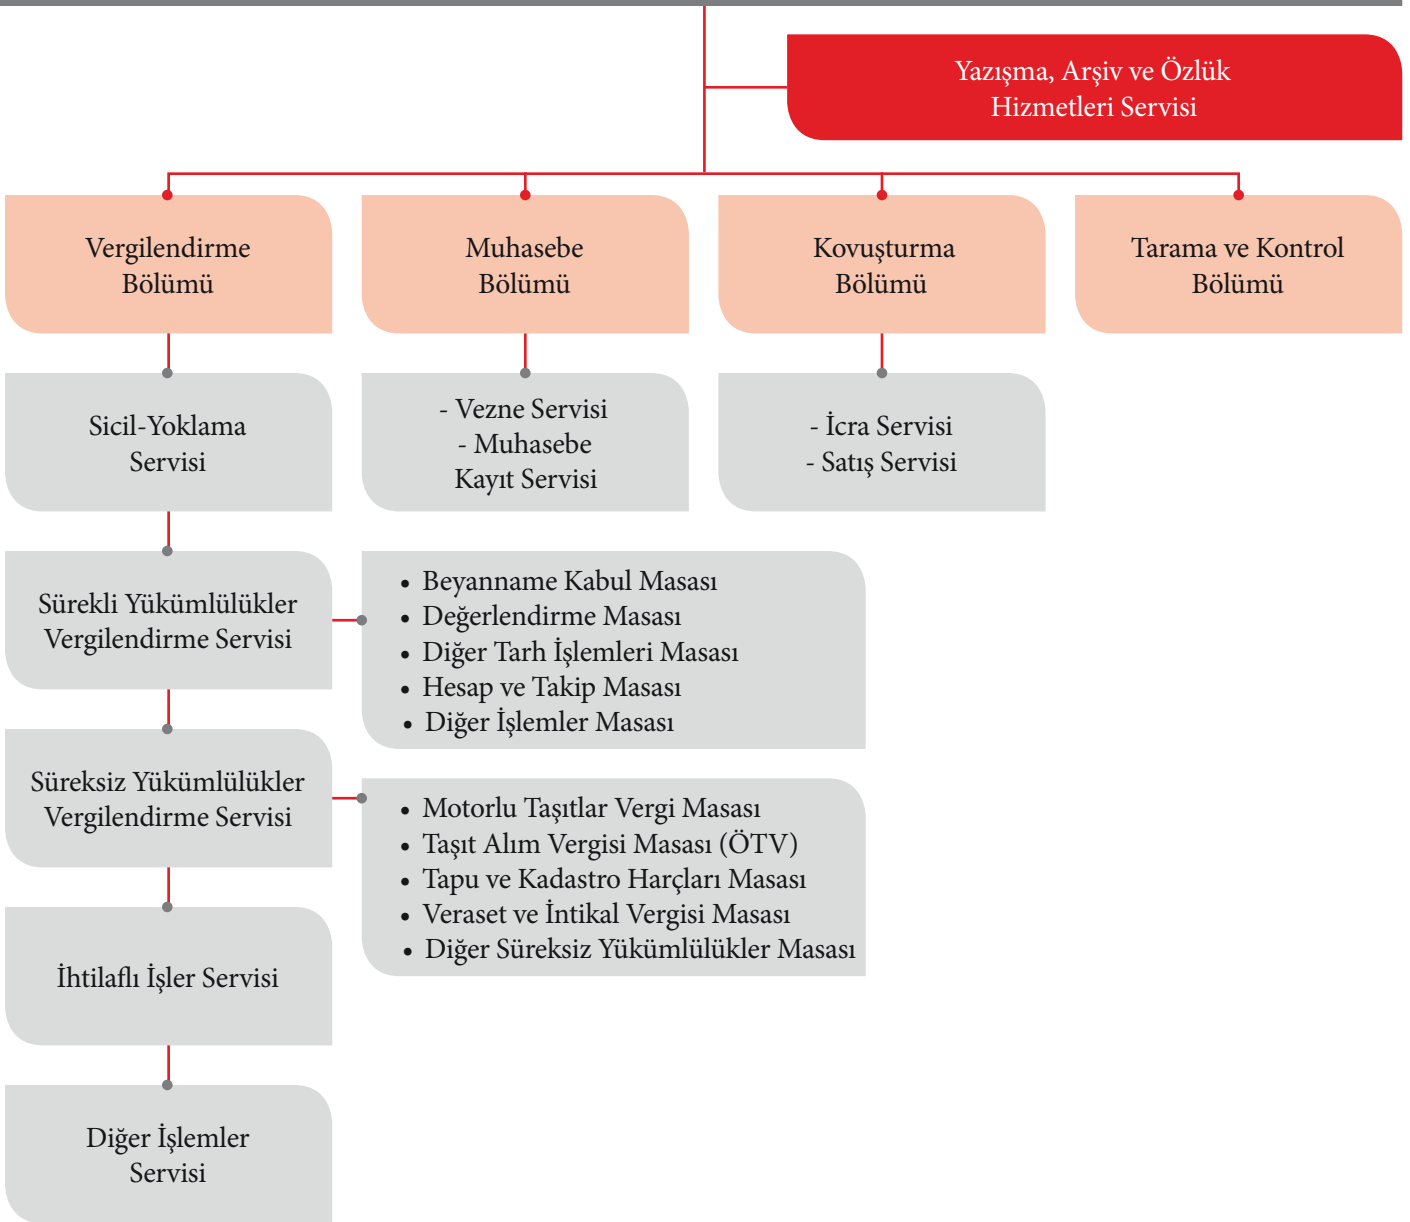 Yazışma, Arşiv ve Özlük
Hizmetleri Servisi
Vergilendirme
Bölümü
Muhasebe
Bölümü
Kovuşturma
Bölümü
Tarama ve Kontrol
Bölümü
Sicil-Yoklama
Servisi
- Vezne Servisi
- Muhasebe
Kayıt Servisi
- İcra Servisi
- Satış Servisi
Sürekli Yükümlülükler
Vergilendirme Servisi
• Beyanname Kabul Masası
• Değerlendirme Masası
• Diğer Tarh İşlemleri Masası
• Hesap ve Takip Masası
• Diğer İşlemler Masası
Süreksiz Yükümlülükler
Vergilendirme Servisi
• Motorlu Taşıtlar Vergi Masası
• Taşıt Alım Vergisi Masası (ÖTV)
• Tapu ve Kadastro Harçları Masası
• Veraset ve İntikal Vergisi Masası
• Diğer Süreksiz Yükümlülükler Masası
İhtilaflı İşler Servisi
Diğer İşlemler
Servisi